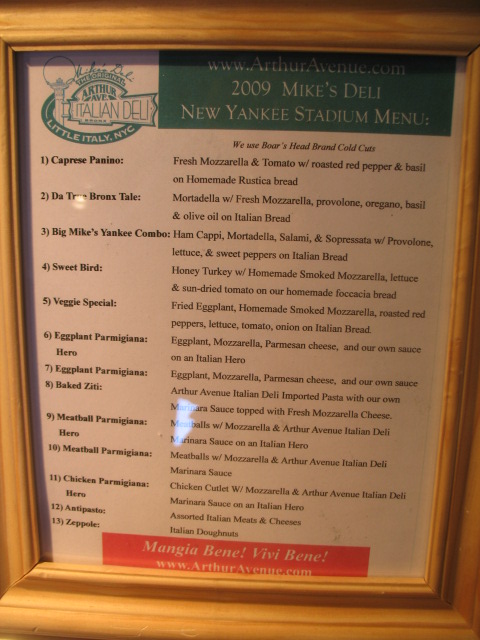 www.ArthurAvenue.com
Mike's Deli
THE ORIGINAL
ARTHUR
AVE.
ITALIAN DELI
BRONX
LITTLE ITALY, NYC
2009 MIKE'S DELI
NEW YANKEE STADIUM MENU:
We use Boar's Head Brand Cold Cuts
1) Caprese Panino: Fresh Mozzarella & Tomato w/ roasted red pepper & basil
on Homemade Rustica bread
2) Da True Bronx Tale: Mortadella w/ Fresh Mozzarella, provolone, oregano, basil
& olive oil on Italian Bread
3) Big Mike's Yankee Combo: Ham Cappi, Mortadella, Salami, & Sopressata w/ Provolone,
lettuce, & sweet peppers on Italian Bread
4) Sweet Bird: Honey Turkey w/ Homemade Smoked Mozzarella, lettuce
& sun-dried tomato on our homemade foccacia bread
5) Veggie Special: Fried Eggplant, Homemade Smoked Mozzarella, roasted red
peppers, lettuce, tomato, onion on Italian Bread.
6) Eggplant Parmigiana: Eggplant, Mozzarella, Parmesan cheese, and our own sauce
Hero on an Italian Hero
7) Eggplant Parmigiana: Eggplant, Mozzarella, Parmesan cheese, and our own sauce
8) Baked Ziti: Arthur Avenue Italian Deli Imported Pasta with our own
Marinara Sauce topped with Fresh Mozzarella Cheese.
9) Meatball Parmigiana: Meatballs w/ Mozzarella & Arthur Avenue Italian Deli
Hero Marinara Sauce on an Italian Hero
10) Meatball Parmigiana: Meatballs w/ Mozzarella & Arthur Avenue Italian Deli
Marinara Sauce
11) Chicken Parmigiana: Chicken Cutlet W/ Mozzarella & Arthur Avenue Italian Deli
Hero Marinara Sauce on an Italian Hero
12) Antipasto: Assorted Italian Meats & Cheeses
13) Zeppole: Italian Doughnuts
Mangia Bene! Vivi Bene!
www.ArthurAvenue.com